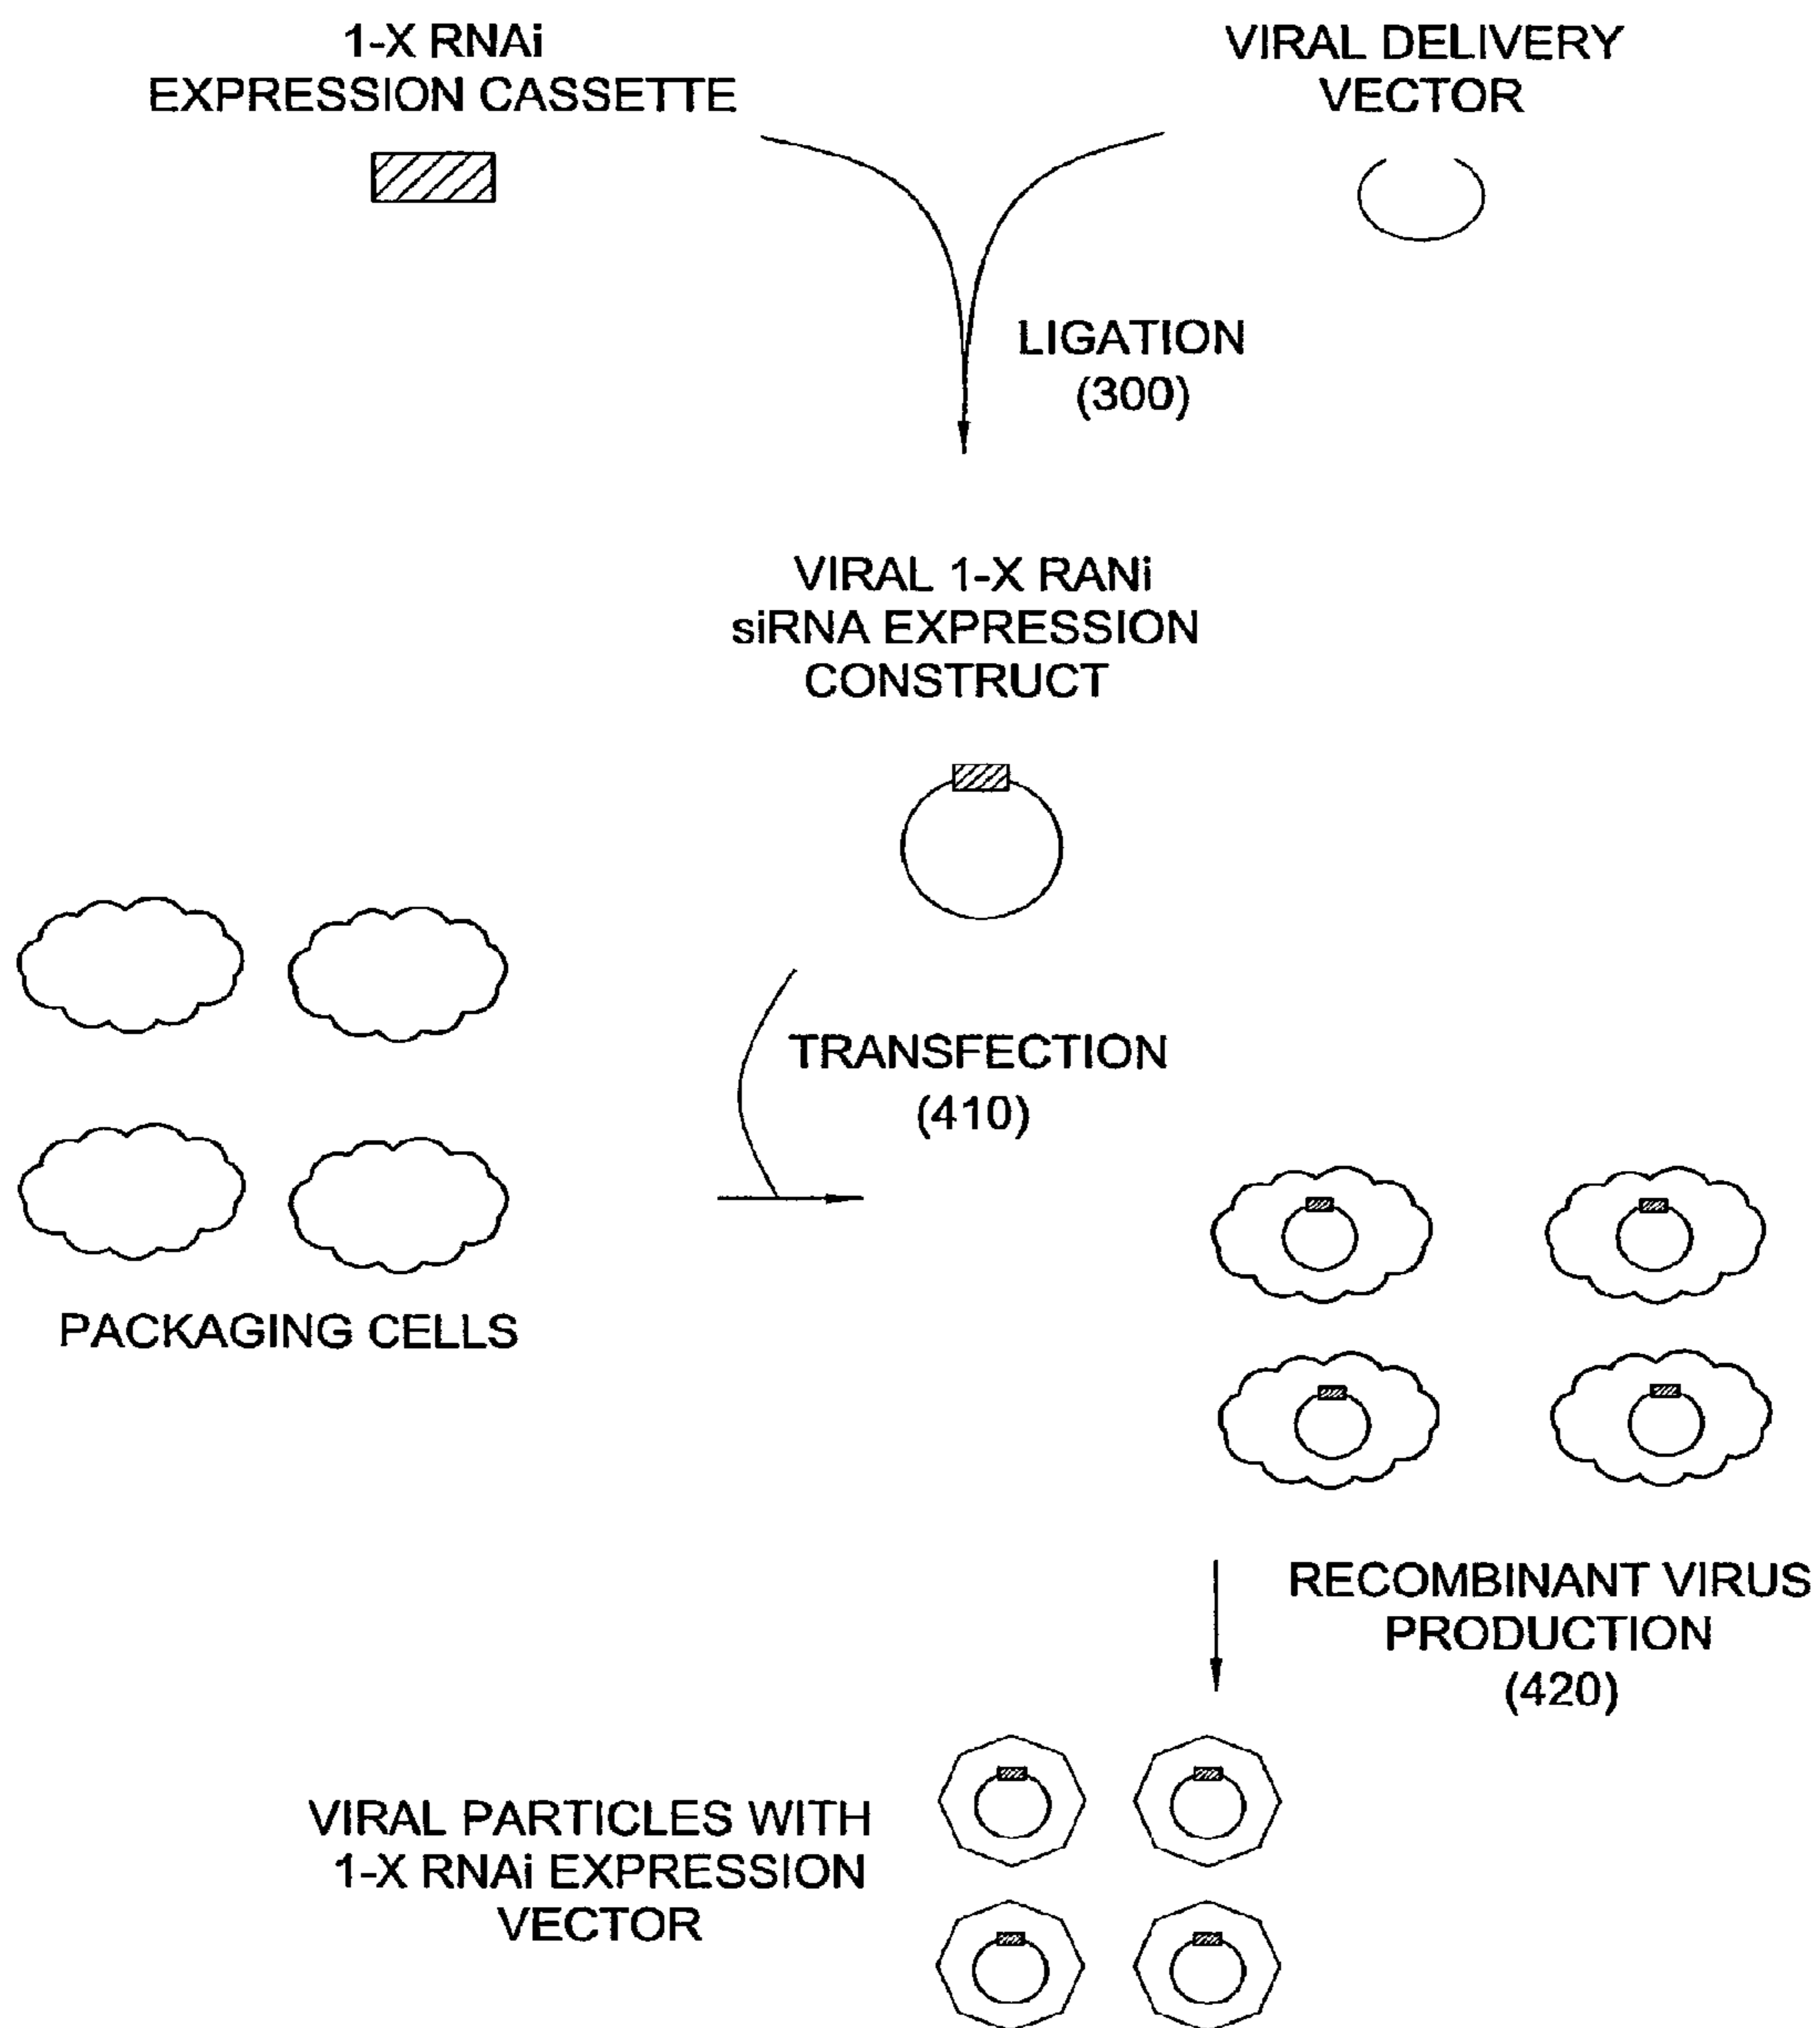 1-X RNAi
EXPRESSION CASSETTE
VIRAL DELIVERY
VECTOR
LIGATION
(300)
VIRAL 1-X RANi
siRNA EXPRESSION
CONSTRUCT
TRANSFECTION
(410)
PACKAGING CELLS
RECOMBINANT VIRUS
PRODUCTION
(420)
VIRAL PARTICLES WITH
1-X RNAi EXPRESSION
VECTOR